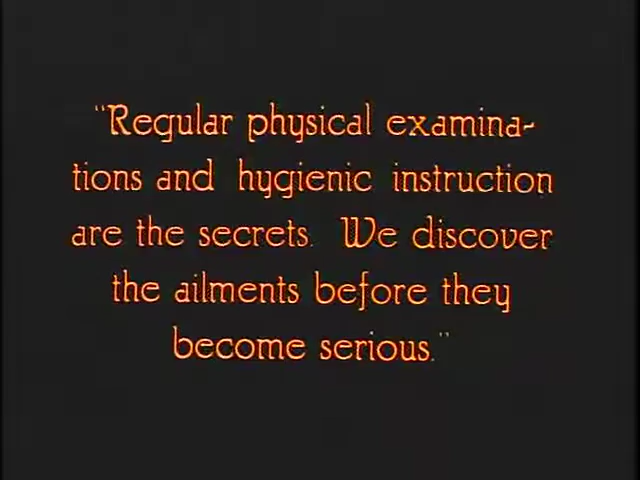 "Regular physical examina-
tions and hygienic instruction
are the secrets. We discover
the ailments before they
become serious."